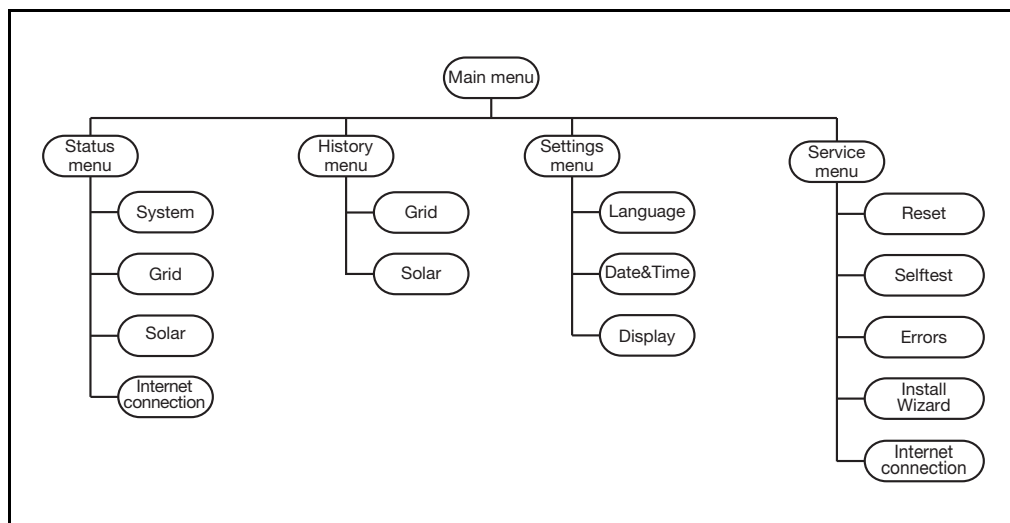 Main menu
Status
menu
System
Grid
Solar
Internet
connection
History
menu
Grid
Solar
Settings
menu
Language
Date&Time
Display
Service
menu
Reset
Selftest
Errors
Install
Wizard
Internet
connection